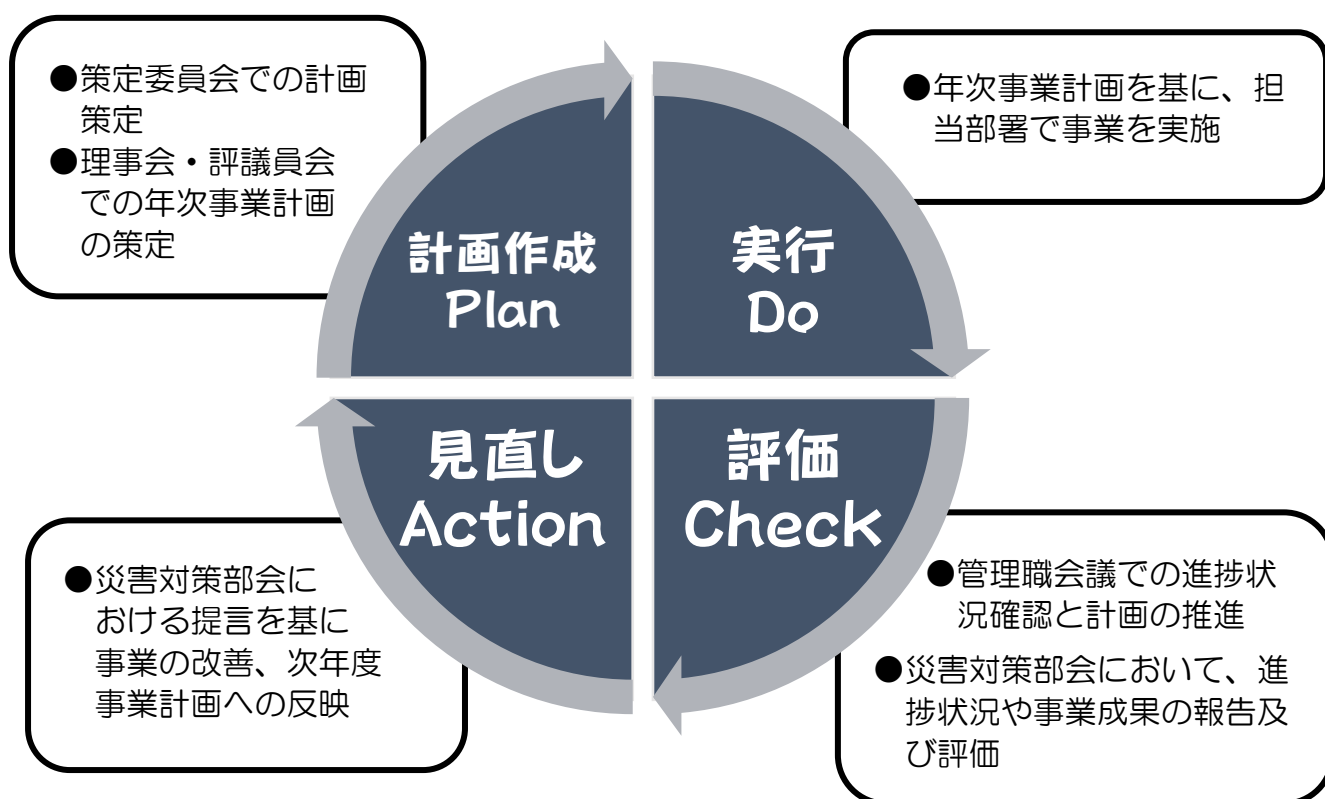 ●策定委員会での計画
策定
●理事会・評議員会
での年次事業計画
の策定
●年次事業計画を基に、担
当部署で事業を実施
計画作成
Plan
実行
Do
見直し
Action
評価
Check
●災害対策部会に
おける提言を基に
事業の改善、次年度
事業計画への反映
●管理職会議での進捗状
況確認と計画の推進
●災害対策部会において、進
捗状況や事業成果の報告及
び評価